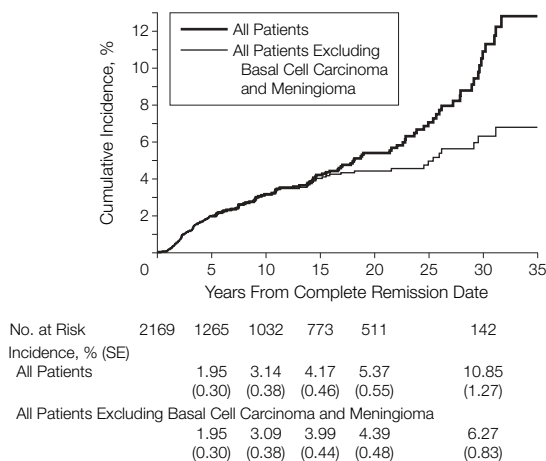 Cumulative Incidence, %
12
10
8
6
4
2
All Patients
All Patients Excluding
Basal Cell Carcinoma
and Meningioma
0 5 10 15 20 25 30 35
Years From Complete Remission Date
No. at Risk 2169 1265 1032 773 511 142
Incidence, % (SE)
All Patients
1.95 3.14 4.17 5.37 10.85
(0.30) (0.38) (0.46) (0.55) (1.27)
All Patients Excluding Basal Cell Carcinoma and Meningioma
1.95 3.09 3.99 4.39 6.27
(0.30) (0.38) (0.44) (0.48) (0.83)